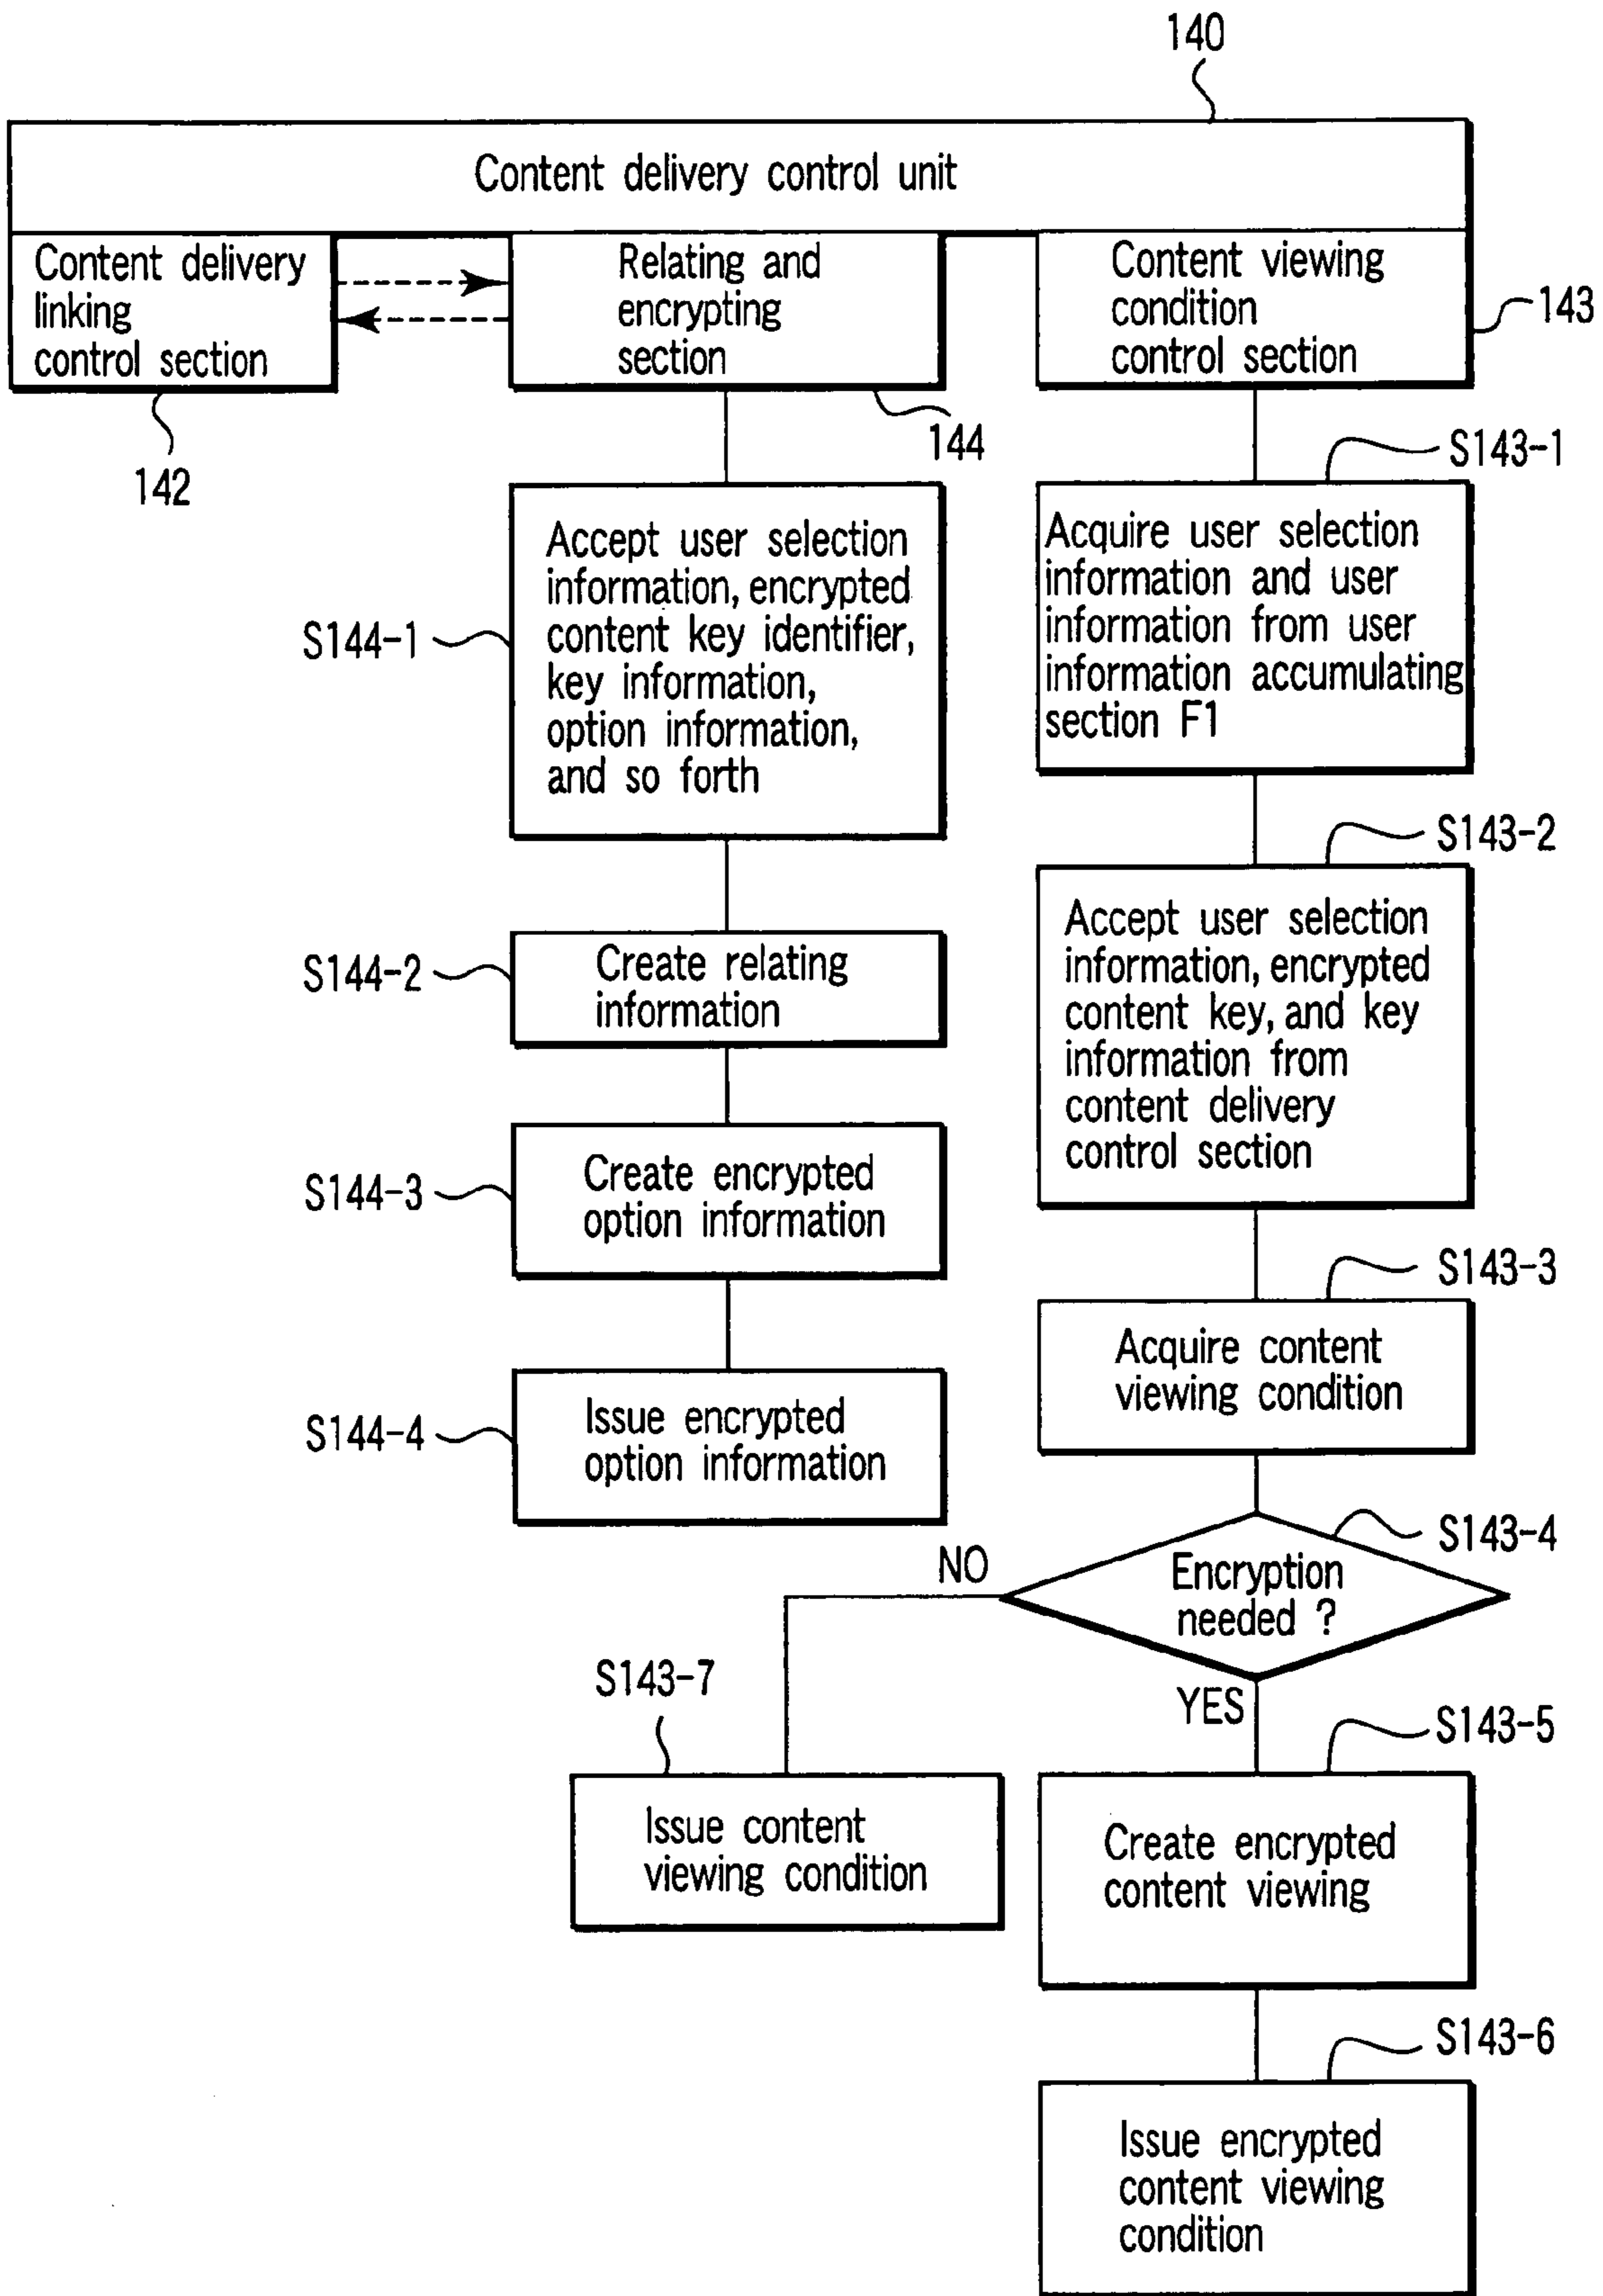 140
Content delivery control unit
Content delivery
linking
control section
Relating and
encrypting
section
Content viewing
condition
control section
143
142
144
S143-1
S144-1
Accept user selection
information, encrypted
content key identifier,
key information,
option information,
and so forth
Acquire user selection
information and user
information from user
information accumulating
section F1
S143-2
Accept user selection
information, encrypted
content key, and key
information from
content delivery
control section
S144-2
Create relating
information
S144-3
Create encrypted
option information
S143-3
Acquire content
viewing condition
S144-4
Issue encrypted
option information
S143-4
Encryption
needed ?
NO
YES
S143-7
Issue content
viewing condition
S143-5
Create encrypted
content viewing
S143-6
Issue encrypted
content viewing
condition